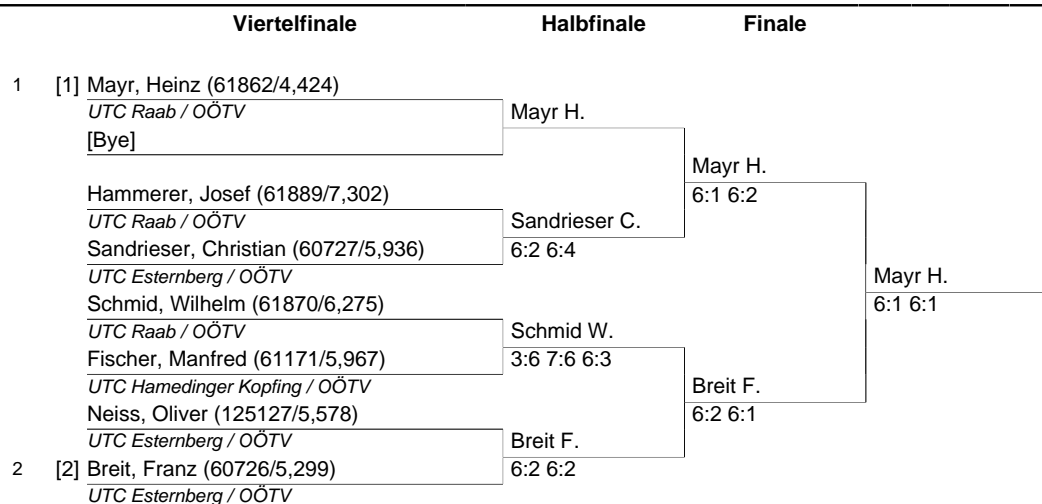 Viertelfinale Halbfinale Finale
1 [1] Mayr, Heinz (61862/4,424)
UTC Raab / OÖTV Mayr H.
[Bye]
Mayr H.
Hammerer, Josef (61889/7,302) 6:1 6:2
UTC Raab / OÖTV Sandrieser C.
Sandrieser, Christian (60727/5,936) 6:2 6:4
UTC Esternberg / OÖTV Mayr H.
Schmid, Wilhelm (61870/6,275) 6:1 6:1
UTC Raab / OÖTV Schmid W.
Fischer, Manfred (61171/5,967) 3:6 7:6 6:3
UTC Hamedinger Kopfing / OÖTV Breit F.
Neiss, Oliver (125127/5,578) 6:2 6:1
UTC Esternberg / OÖTV Breit F.
2 [2] Breit, Franz (60726/5,299) 6:2 6:2
UTC Esternberg / OÖTV